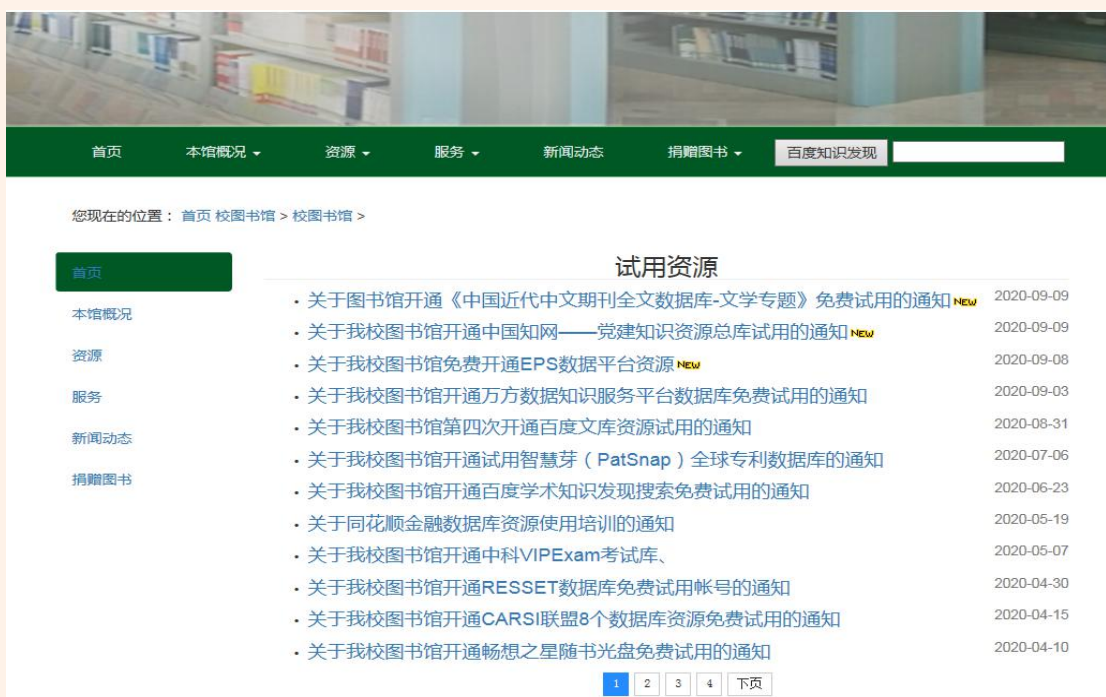 首页 本馆概况 资源 服务 新闻动态 捐赠图书 百度知识发现
您现在的位置： 首页 校图书馆 > 校图书馆 >
首页
本馆概况
资源
服务
新闻动态
捐赠图书
试用资源
• 关于图书馆开通《中国近代中文期刊全文数据库-文学专题》免费试用的通知 NEW 2020-09-09
• 关于我校图书馆开通中国知网——党建知识资源总库试用的通知 NEW 2020-09-09
• 关于我校图书馆免费开通EPS数据平台资源 NEW 2020-09-08
• 关于我校图书馆开通万方数据知识服务平台数据库免费试用的通知 2020-09-03
• 关于我校图书馆第四次开通百度文库资源试用的通知 2020-08-31
• 关于我校图书馆开通试用智慧芽（PatSnap）全球专利数据库的通知 2020-07-06
• 关于我校图书馆开通百度学术知识发现搜索免费试用的通知 2020-06-23
• 关于同花顺金融数据库资源使用培训的通知 2020-05-19
• 关于我校图书馆开通中科VIPExam考试库、 2020-05-07
• 关于我校图书馆开通RESSET数据库免费试用帐号的通知 2020-04-30
• 关于我校图书馆开通CARSI联盟8个数据库资源免费试用的通知 2020-04-15
• 关于我校图书馆开通畅想之星随书光盘免费试用的通知 2020-04-10
1 2 3 4 下页